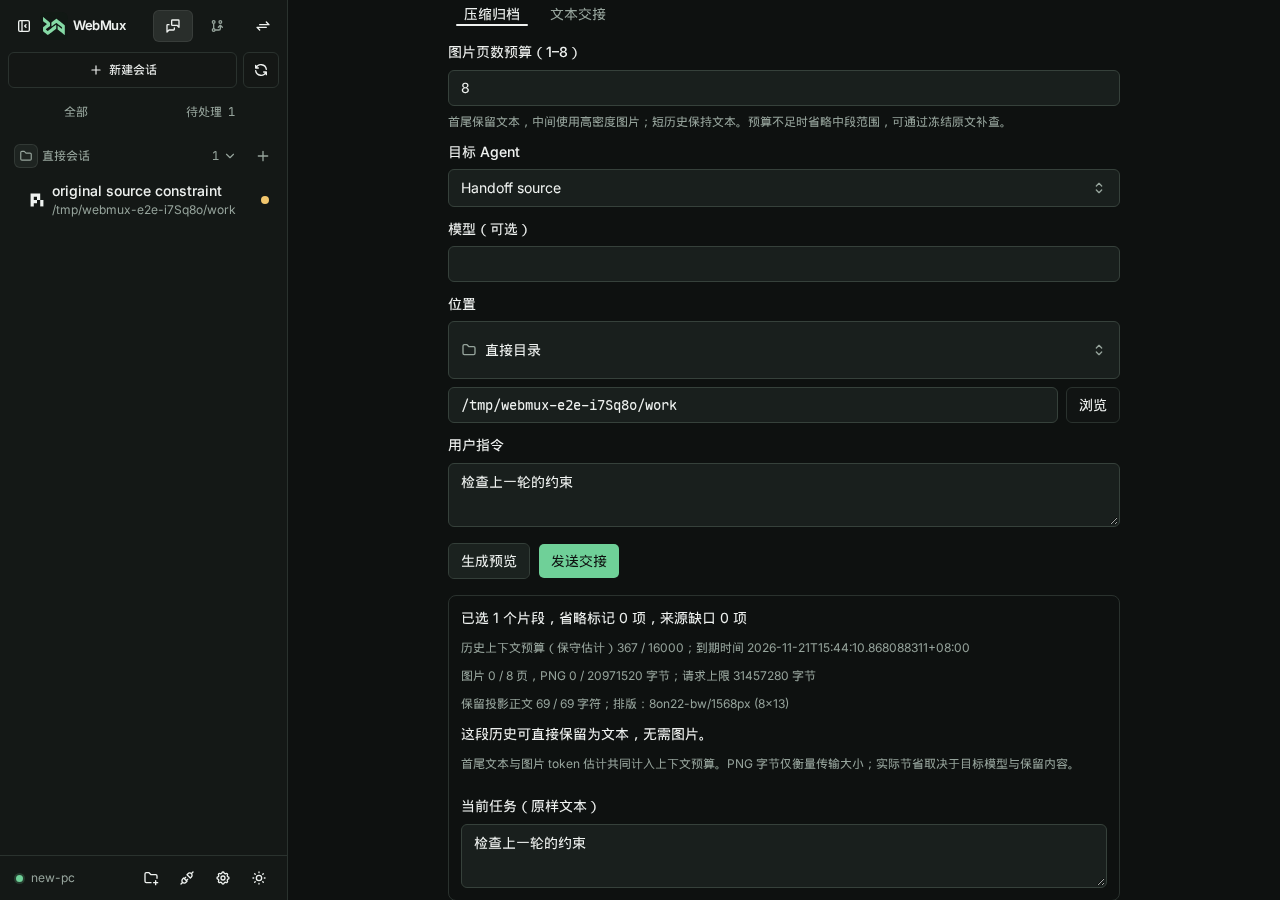 WebMux
新建会话
全部
待处理 1
直接会话
1
original source constraint
/tmp/webmux-e2e-i7Sq8o/work
new-pc
压缩归档
文本交接
图片页数预算（1–8）
8
首尾保留文本，中间使用高密度图片；短历史保持文本。预算不足时省略中段范围，可通过冻结原文补查。
目标 Agent
Handoff source
模型（可选）
位置
直接目录
/tmp/webmux-e2e-i7Sq8o/work
浏览
用户指令
检查上一轮的约束
生成预览
发送交接
已选 1 个片段，省略标记 0 项，来源缺口 0 项
历史上下文预算（保守估计）367 / 16000；到期时间 2026-11-21T15:44:10.868088311+08:00
图片 0 / 8 页，PNG 0 / 20971520 字节；请求上限 31457280 字节
保留投影正文 69 / 69 字符；排版：8on22-bw/1568px (8×13)
这段历史可直接保留为文本，无需图片。
首尾文本与图片 token 估计共同计入上下文预算。PNG 字节仅衡量传输大小；实际节省取决于目标模型与保留内容。
当前任务（原样文本）
检查上一轮的约束